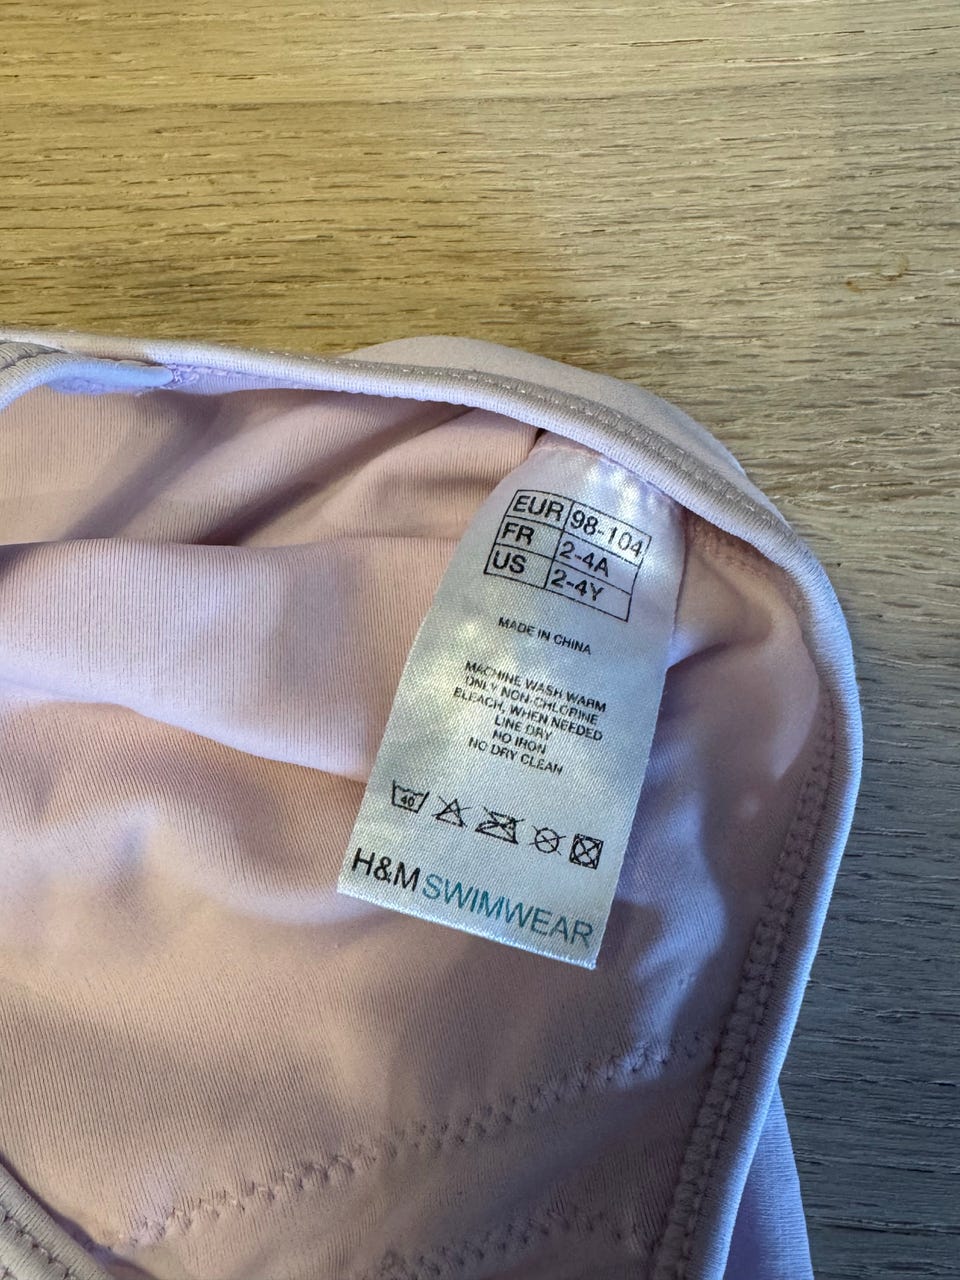 EUR 98-104
FR 2-4A
US 2-4Y
MADE IN CHINA
MACHINE WASH WARM
ONLY NON-CHLORINE
BLEACH, WHEN NEEDED
LINE DRY
NO IRON
NO DRY CLEAN
40
H&M SWIMWEAR